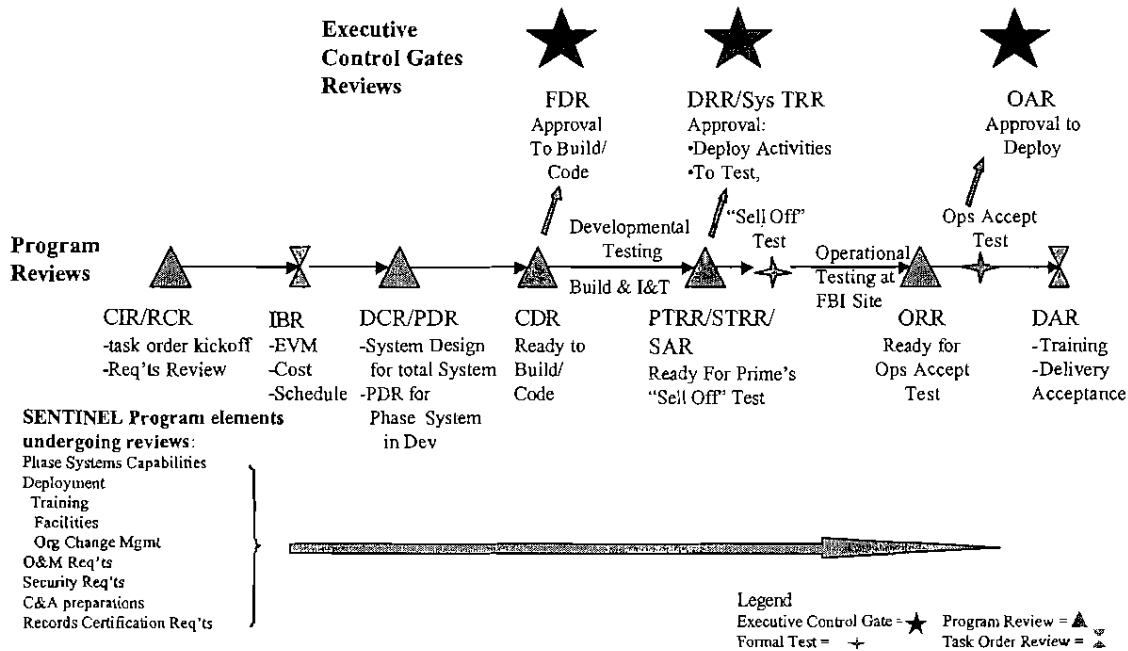 Executive
Control Gates
Reviews
FDR
Approval
To Build/
Code
DRR/Sys TRR
Approval:
•Deploy Activities
•To Test,
OAR
Approval to
Deploy
Program
Reviews
Developmental
Testing
Build & I&T
"Sell Off"
Test
Operational
Testing at
FBI Site
Ops Accept
Test
CIR/RCR
-task order kickoff
-Req'ts Review
IBR
-EVM
-Cost
-Schedule
DCR/PDR
-System Design
for total System
-PDR for
Phase System
in Dev
CDR
Ready to
Build/
Code
PTRR/STRR/
SAR
Ready For Prime's
"Sell Off" Test
ORR
Ready for
Ops Accept
Test
DAR
-Training
-Delivery
Acceptance
SENTINEL Program elements
undergoing reviews:
Phase Systems Capabilities
Deployment
Training
Facilities
Org Change Mgmt
O&M Req'ts
Security Req'ts
C&A preparations
Records Certification Req'ts
Legend
Executive Control Gate = Program Review =
Formal Test = Task Order Review =